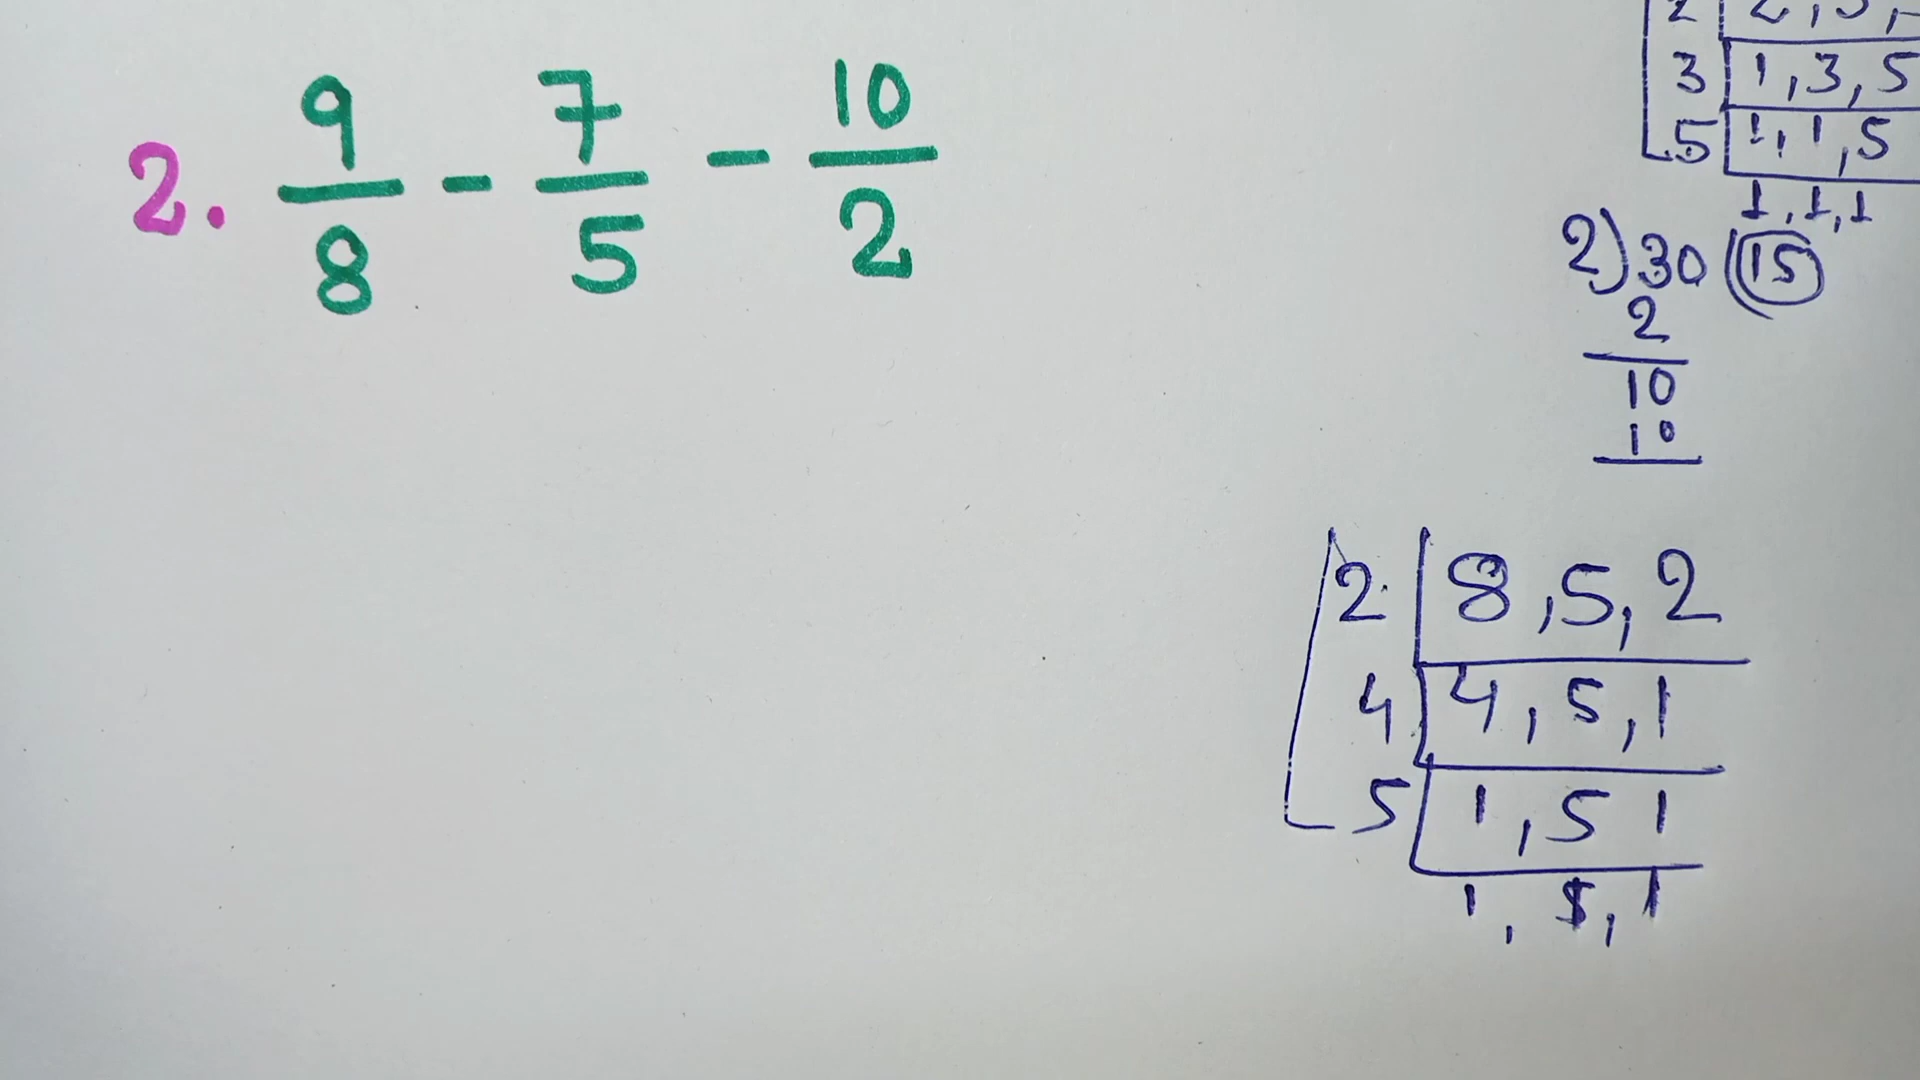 2. 9/8 - 7/5 - 10/2
3 | 1, 3, 5
5 | 1, 1, 5
1, 1, 1
2) 30 (15
2
10
10
2 | 8, 5, 2
4 | 4, 5, 1
5 | 1, 5 1
1, 1, 1